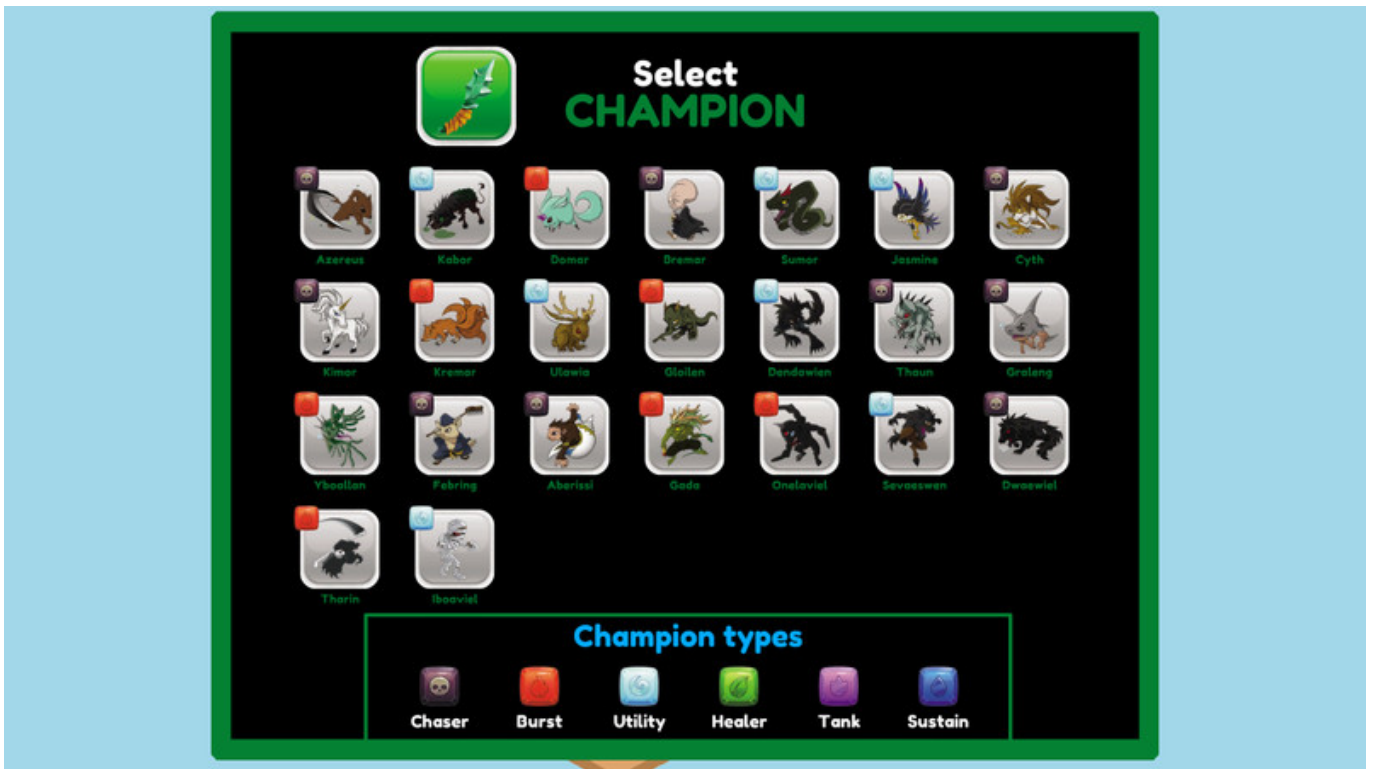 Select
CHAMPION
Azereus Kabor Domar Bremar Sumor Jasmine Cyth
Kimor Kremar Ulawia Gloilen Dendawien Thaun Graleng
Yboallan Febring Aberissi Gada Onelaviel Sevaeswen Dwaewiel
Tharin Iboaviel
Champion types
Chaser Burst Utility Healer Tank Sustain